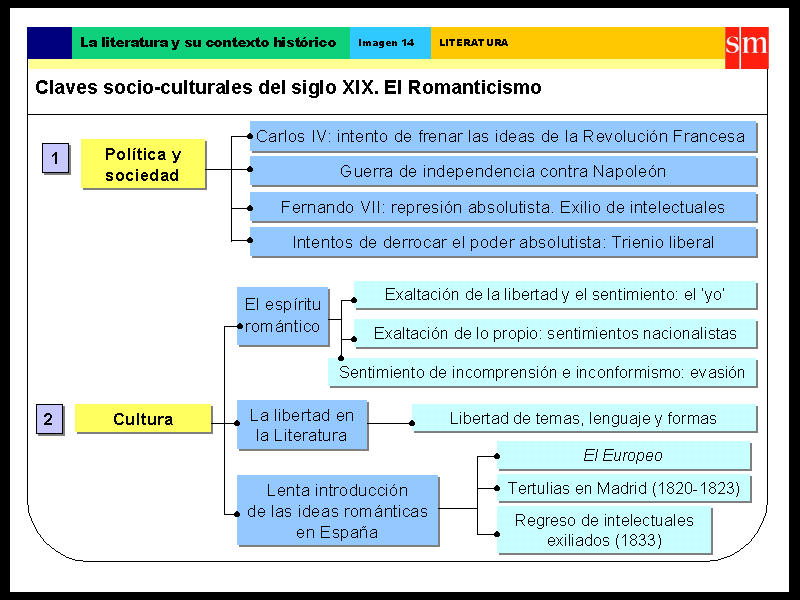 La literatura y su contexto histórico
Imagen 14
LITERATURA
sm
Claves socio-culturales del siglo XIX. El Romanticismo
1
Política y
sociedad
Carlos IV: intento de frenar las ideas de la Revolución Francesa
Guerra de independencia contra Napoleón
Fernando VII: represión absolutista. Exilio de intelectuales
Intentos de derrocar el poder absolutista: Trienio liberal
2
Cultura
El espíritu
romántico
Exaltación de la libertad y el sentimiento: el ‘yo’
Exaltación de lo propio: sentimientos nacionalistas
Sentimiento de incomprensión e inconformismo: evasión
La libertad en
la Literatura
Libertad de temas, lenguaje y formas
Lenta introducción
de las ideas románticas
en España
El Europeo
Tertulias en Madrid (1820-1823)
Regreso de intelectuales
exiliados (1833)